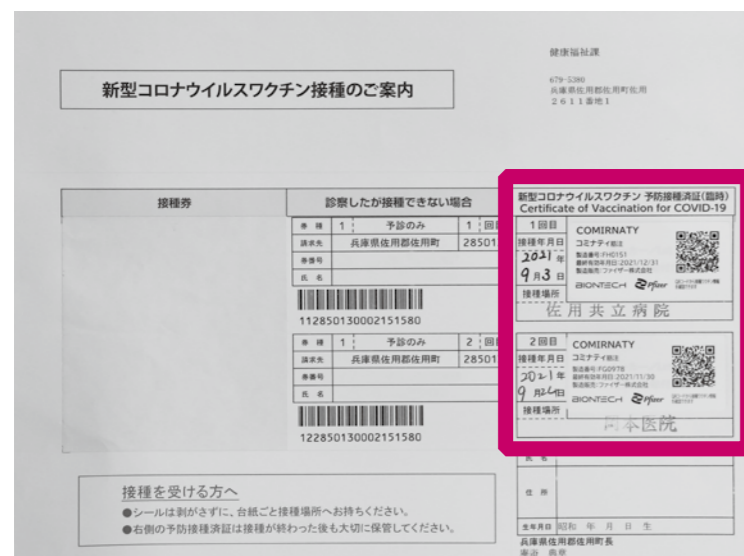 健康福祉課
679-5380
兵庫県佐用郡佐用町佐用
2611番地1
新型コロナウイルスワクチン接種のご案内
接種券
診察したが接種できない場合
券種 1 予診のみ 1 回目
請求先 兵庫県佐用郡佐用町 28501
券番号
氏名
112850130002151580
券種 1 予診のみ 2 回目
請求先 兵庫県佐用郡佐用町 28501
券番号
氏名
122850130002151580
新型コロナウイルスワクチン 予防接種済証(臨時)
Certificate of Vaccination for COVID-19
1回目
接種年月日
2021年
9月3日
接種場所
COMIRNATY
コミナティ筋注
製造番号:FH0151
最終有効年月日:2021/12/31
製造販売:ファイザー株式会社
BIONTECH Pfizer
佐用共立病院
2回目
接種年月日
2021年
9月24日
接種場所
COMIRNATY
コミナティ筋注
製造番号:FG0978
最終有効年月日:2021/11/30
製造販売:ファイザー株式会社
BIONTECH Pfizer
岡本医院
氏名
住所
生年月日 昭和 年 月 日 生
兵庫県佐用郡佐用町長
接種を受ける方へ
●シールは剥がさずに、台紙ごと接種場所へお持ちください。
●右側の予防接種済証は接種が終わった後も大切に保管してください。